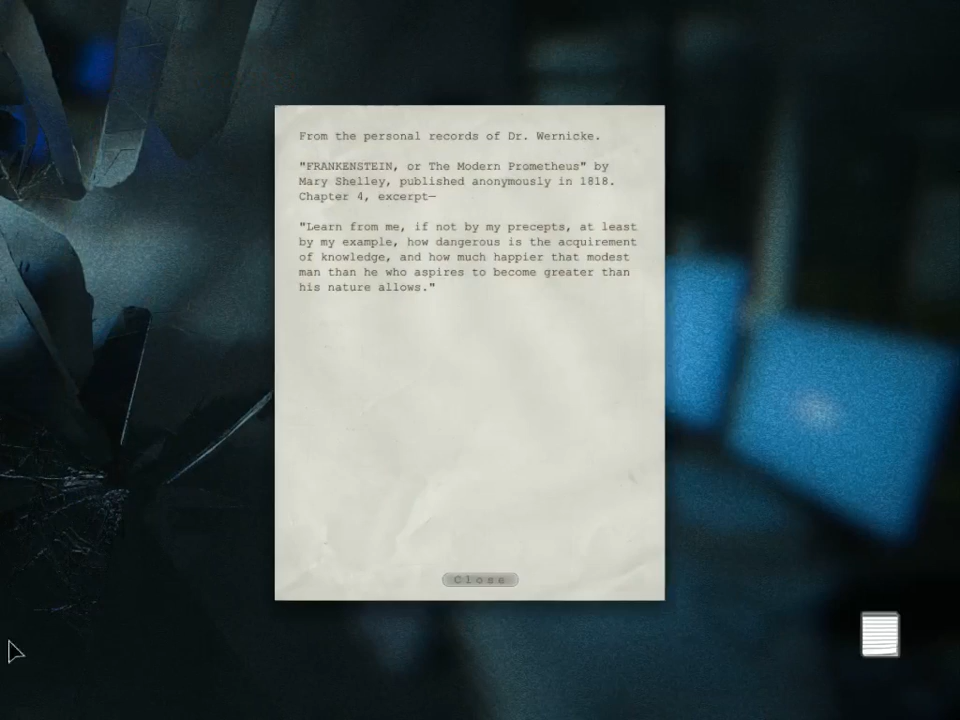 From the personal records of Dr. Wernicke.
"FRANKENSTEIN, or The Modern Prometheus" by
Mary Shelley, published anonymously in 1818.
Chapter 4, excerpt—
"Learn from me, if not by my precepts, at least
by my example, how dangerous is the acquirement
of knowledge, and how much happier that modest
man than he who aspires to become greater than
his nature allows."
Close